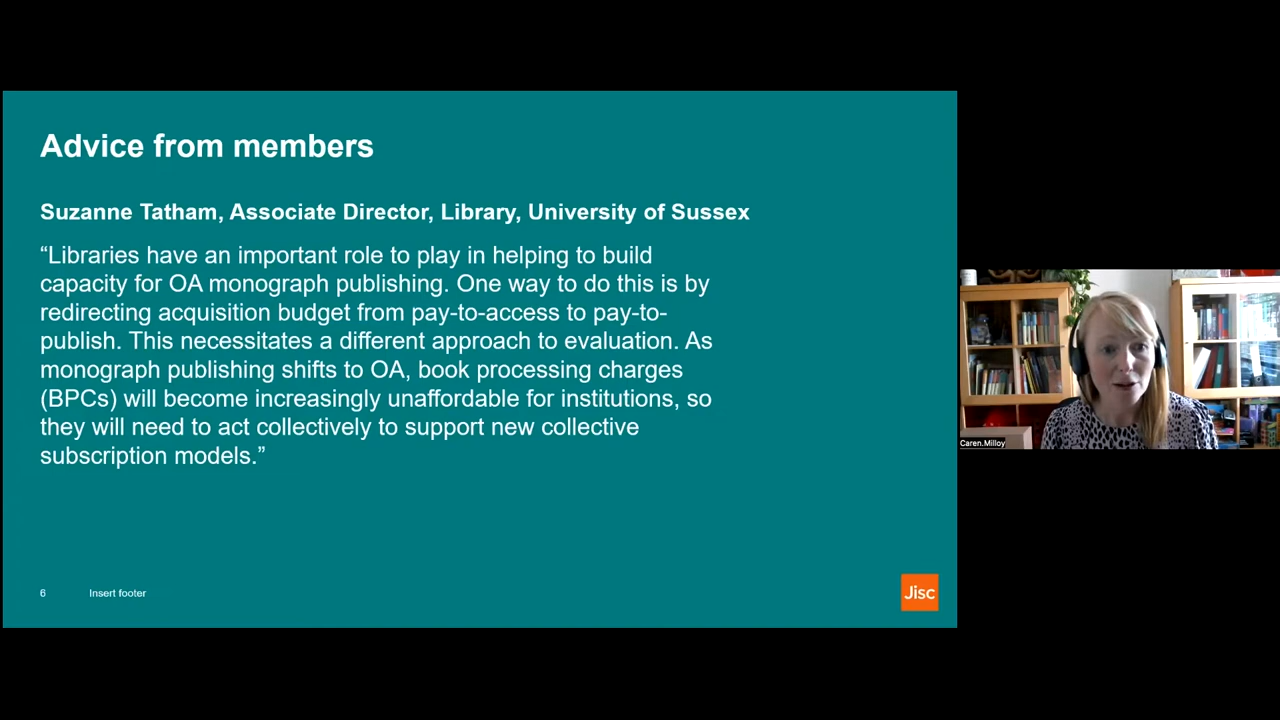 Advice from members
Suzanne Tatham, Associate Director, Library, University of Sussex
“Libraries have an important role to play in helping to build
capacity for OA monograph publishing. One way to do this is by
redirecting acquisition budget from pay-to-access to pay-to-
publish. This necessitates a different approach to evaluation. As
monograph publishing shifts to OA, book processing charges
(BPCs) will become increasingly unaffordable for institutions, so
they will need to act collectively to support new collective
subscription models.”
6 Insert footer
Jisc
Caren.Milloy